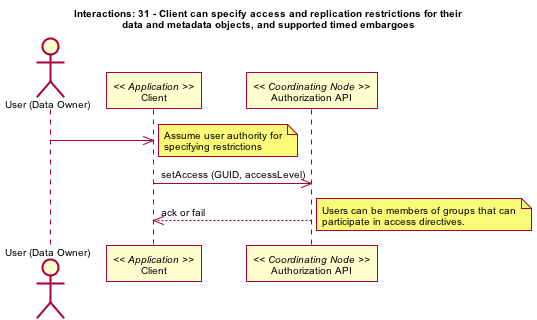 Interactions: 31 - Client can specify access and replication restrictions for their
data and metadata objects, and supported timed embargoes
User (Data Owner)
<< Application >>
Client
<< Coordinating Node >>
Authorization API
Assume user authority for
specifying restrictions
setAccess (GUID, accessLevel)
ack or fail
Users can be members of groups that can
participate in access directives.
User (Data Owner)
<< Application >>
Client
<< Coordinating Node >>
Authorization API